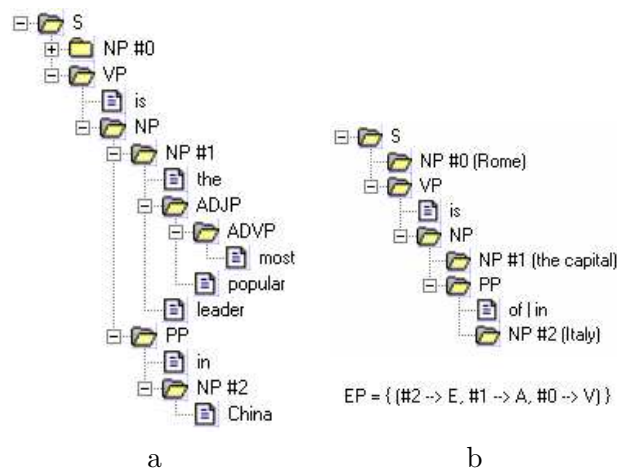 S
NP #0
VP
is
NP
NP #1
the
ADJP
ADVP
most
popular
leader
PP
in
NP #2
China
a
S
NP #0 (Rome)
VP
is
NP
NP #1 (the capital)
PP
of | in
NP #2 (Italy)
EP = { (#2 --> E, #1 --> A, #0 --> V) }
b